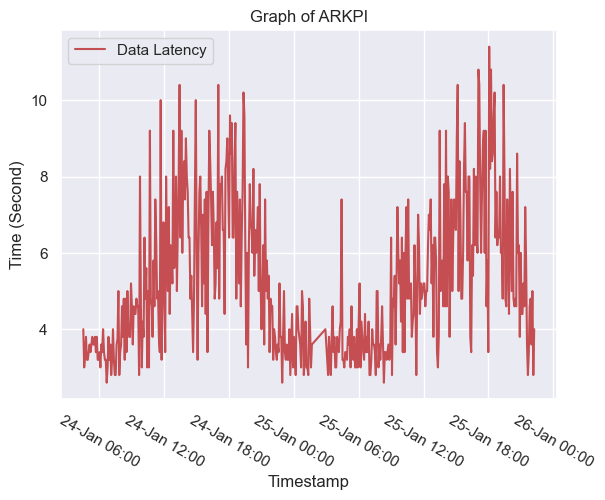 Graph of ARKPI
Data Latency
Time (Second)
10
8
6
4
24-Jan 06:00
24-Jan 12:00
24-Jan 18:00
25-Jan 00:00
25-Jan 06:00
25-Jan 12:00
25-Jan 18:00
26-Jan 00:00
Timestamp